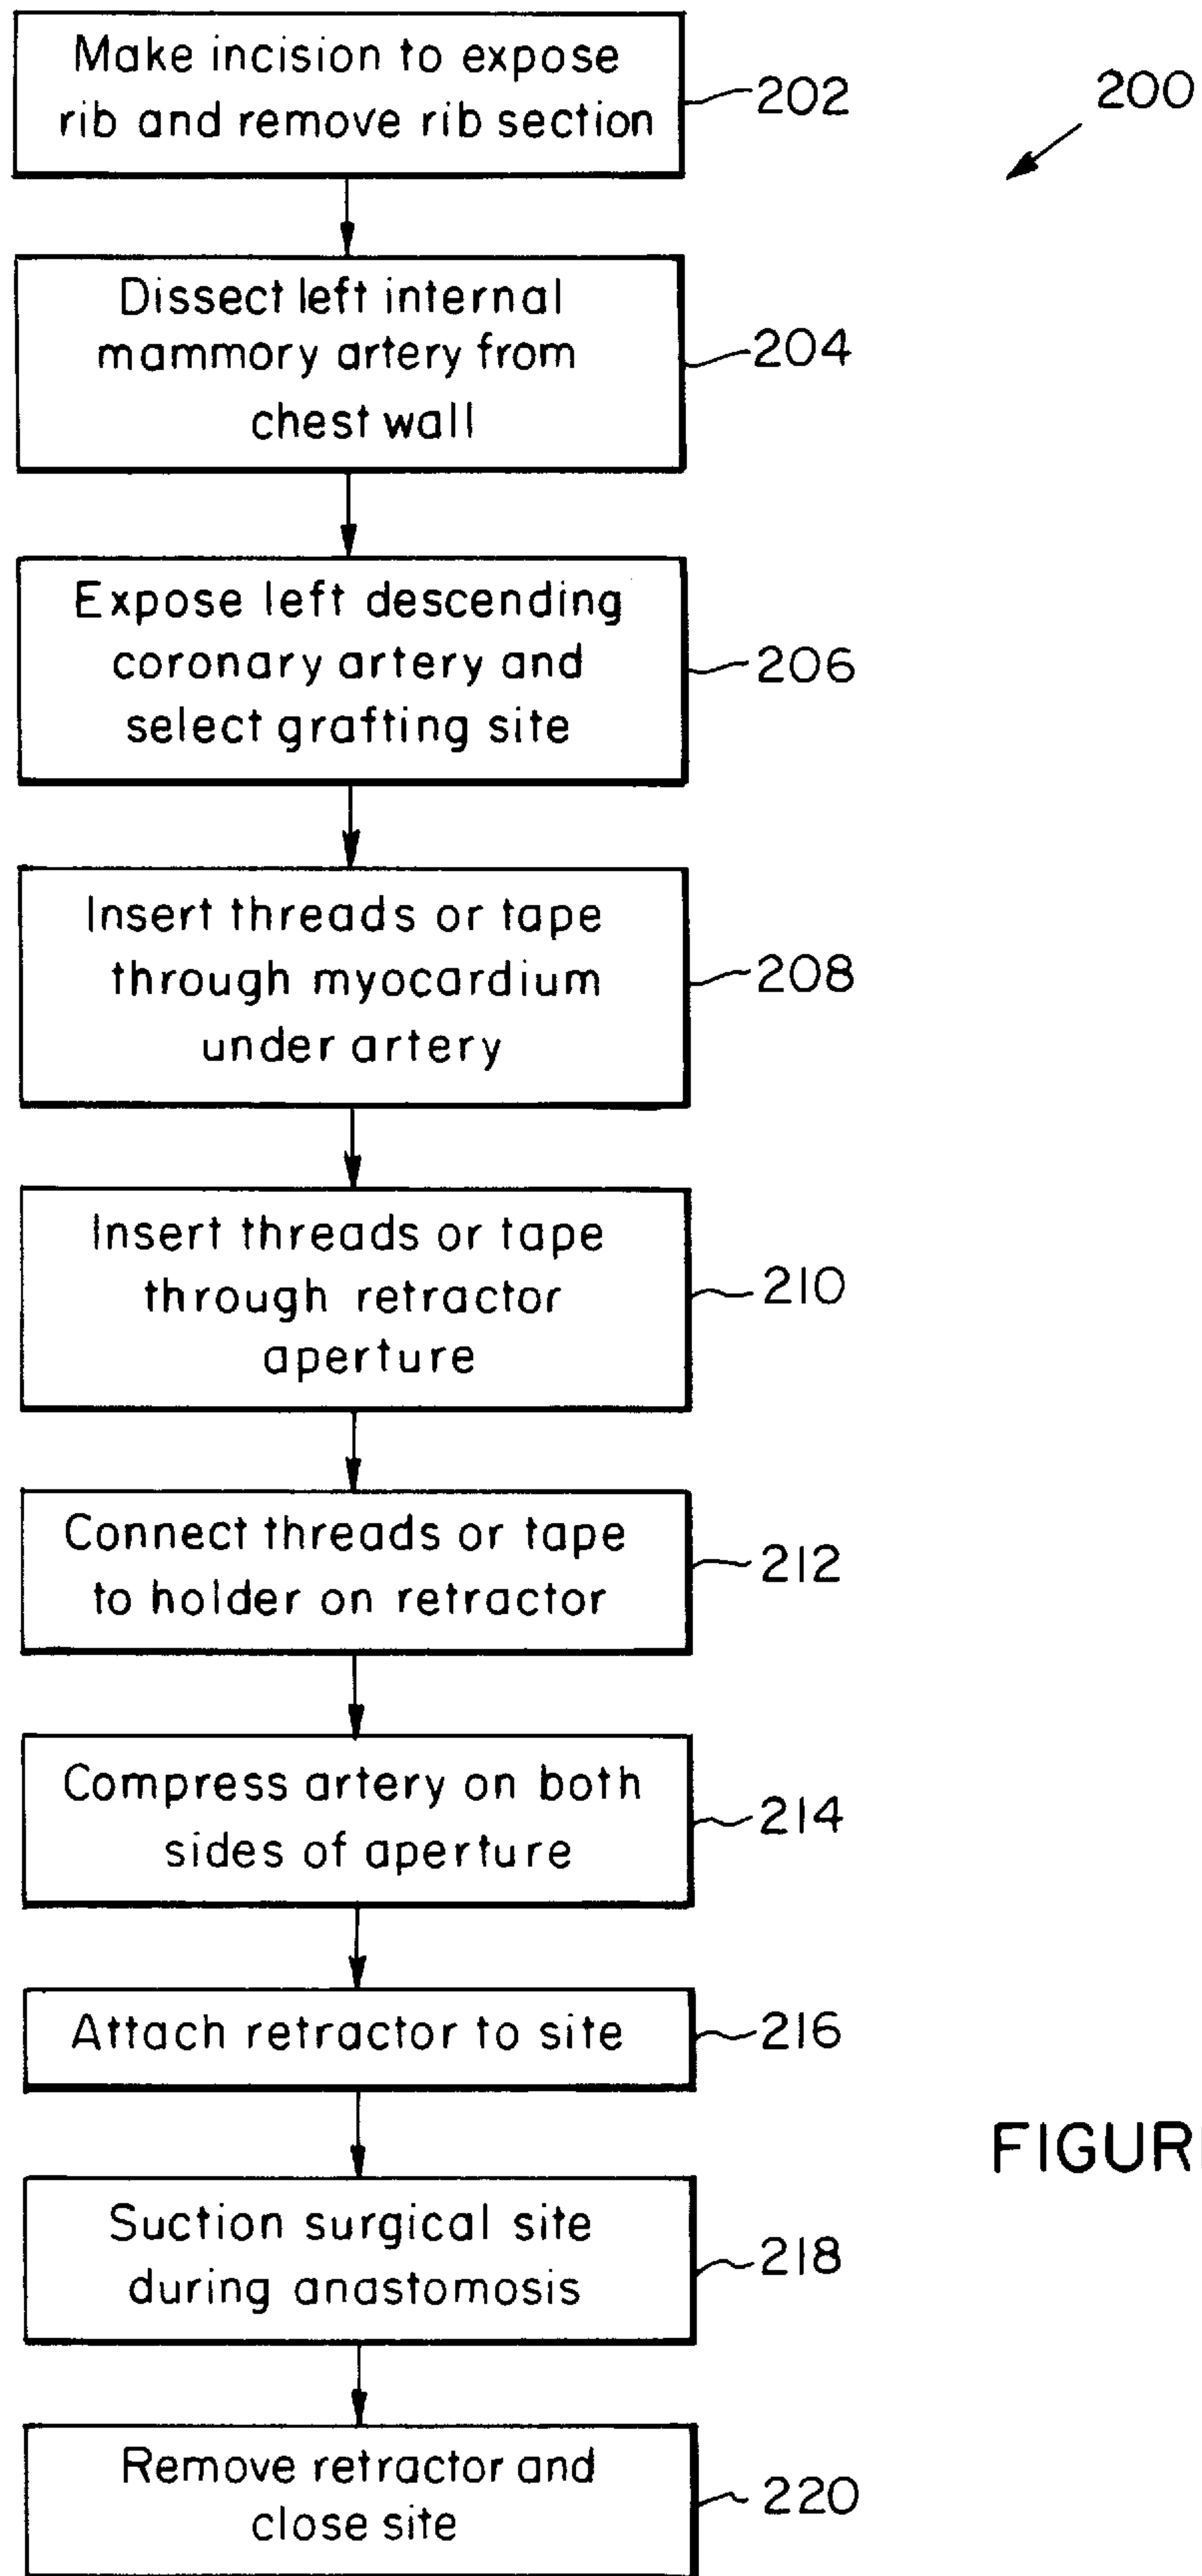 Make incision to expose
rib and remove rib section
202
200
Dissect left internal
mammory artery from
chest wall
204
Expose left descending
coronary artery and
select grafting site
206
Insert threads or tape
through myocardium
under artery
208
Insert threads or tape
through retractor
aperture
210
Connect threads or tape
to holder on retractor
212
Compress artery on both
sides of aperture
214
Attach retractor to site
216
Suction surgical site
during anastomosis
218
Remove retractor and
close site
220